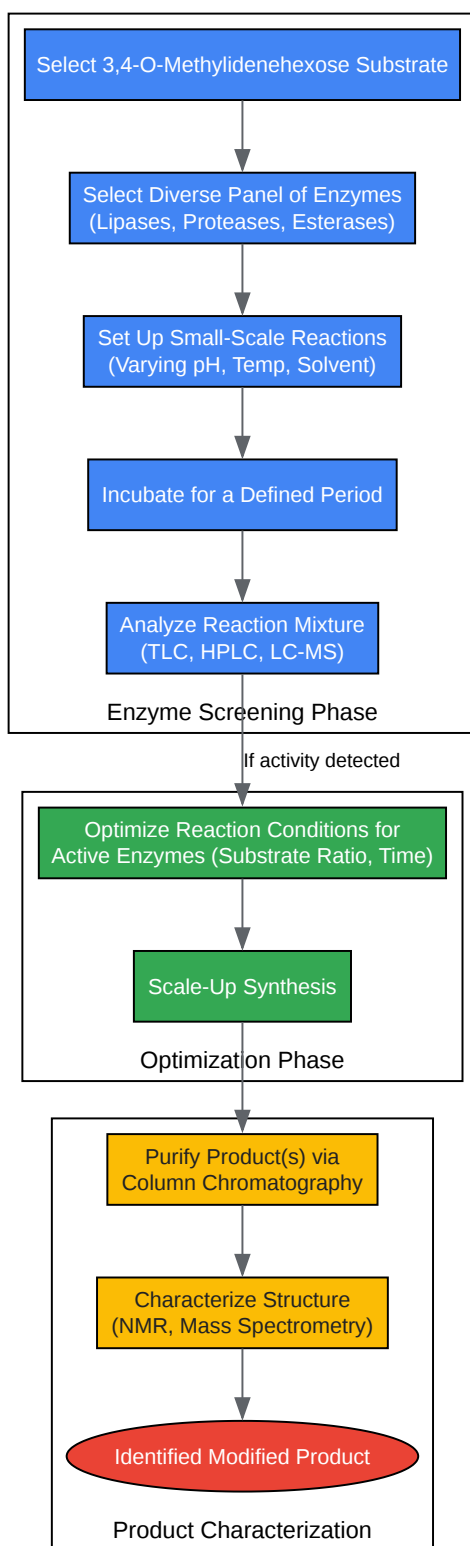 Select 3,4-O-Methylidenehexose Substrate
Select Diverse Panel of Enzymes
(Lipases, Proteases, Esterases)
Set Up Small-Scale Reactions
(Varying pH, Temp, Solvent)
Incubate for a Defined Period
Analyze Reaction Mixture
(TLC, HPLC, LC-MS)
Enzyme Screening Phase
If activity detected
Optimize Reaction Conditions for
Active Enzymes (Substrate Ratio, Time)
Scale-Up Synthesis
Optimization Phase
Purify Product(s) via
Column Chromatography
Characterize Structure
(NMR, Mass Spectrometry)
Identified Modified Product
Product Characterization